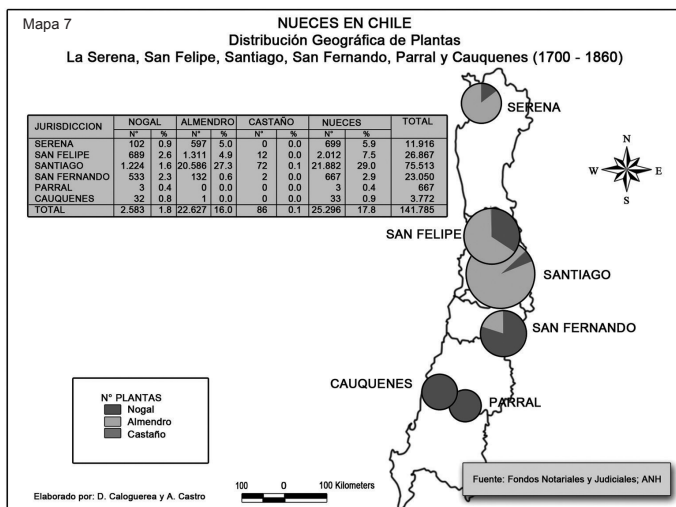 Mapa 7
NUECES EN CHILE
Distribución Geográfica de Plantas
La Serena, San Felipe, Santiago, San Fernando, Parral y Cauquenes (1700 - 1860)
JURISDICCION NOGAL ALMENDRO CASTAÑO NUECES TOTAL
N° % N° % N° % N° %
SERENA 102 0.9 597 5.0 0 0.0 699 5.9 11.916
SAN FELIPE 689 2.6 1.311 4.9 12 0.0 2.012 7.5 26.867
SANTIAGO 1.224 1.6 20.586 27.3 72 0.1 21.882 29.0 75.513
SAN FERNANDO 533 2.3 132 0.6 2 0.0 667 2.9 23.050
PARRAL 3 0.4 0 0.0 0 0.0 3 0.4 667
CAUQUENES 32 0.8 1 0.0 0 0.0 33 0.9 3.772
TOTAL 2.583 1.8 22.627 16.0 86 0.1 25.296 17.8 141.785
SERENA
N
W E
S
SAN FELIPE
SANTIAGO
SAN FERNANDO
CAUQUENES
PARRAL
N° PLANTAS
Nogal
Almendro
Castaño
Fuente: Fondos Notariales y Judiciales; ANH
Elaborado por: D. Caloguerea y A. Castro
100 0 100 Kilometers